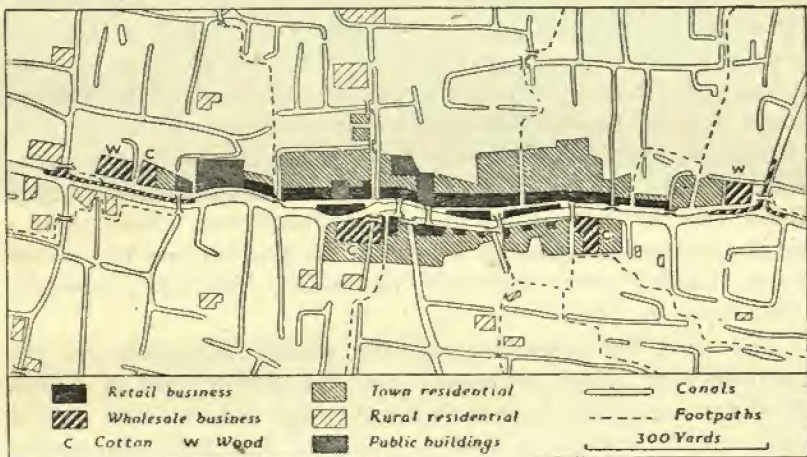 W C
W
C
C
Retail business Town residential Canals
Wholesale business Rural residential Footpaths
C Cotton W Wood Public buildings 300 Yards